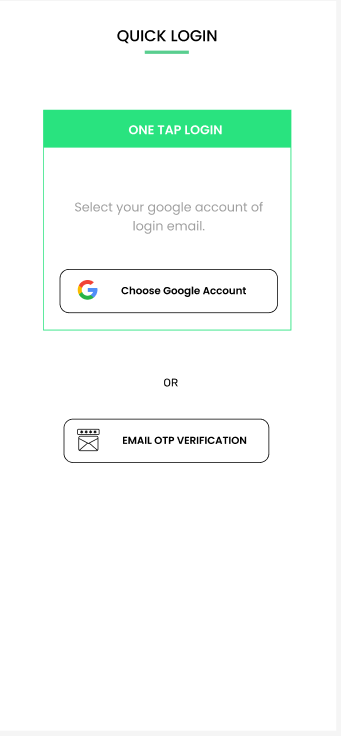 QUICK LOGIN
ONE TAP LOGIN
Select your google account of
login email.
Choose Google Account
OR
EMAIL OTP VERIFICATION